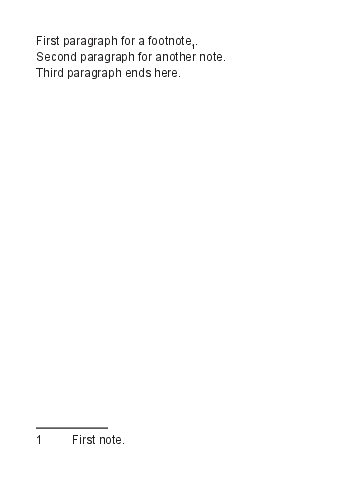 First paragraph for a footnote1.
Second paragraph for another note.
Third paragraph ends here.
1 First note.